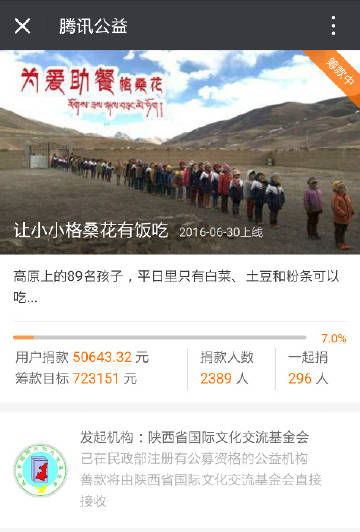 腾讯公益
筹款中
为爱助餐格桑花
让小小格桑花有饭吃 2016-06-30上线
高原上的89名孩子，平日里只有白菜、土豆和粉条可以
吃...
7.0%
用户捐款 50643.32 元
筹款目标 723151 元
捐款人数
2389 人
一起捐
296 人
发起机构：陕西省国际文化交流基金会
已在民政部注册有公募资格的公益机构
善款将由陕西省国际文化交流基金会直接
接收